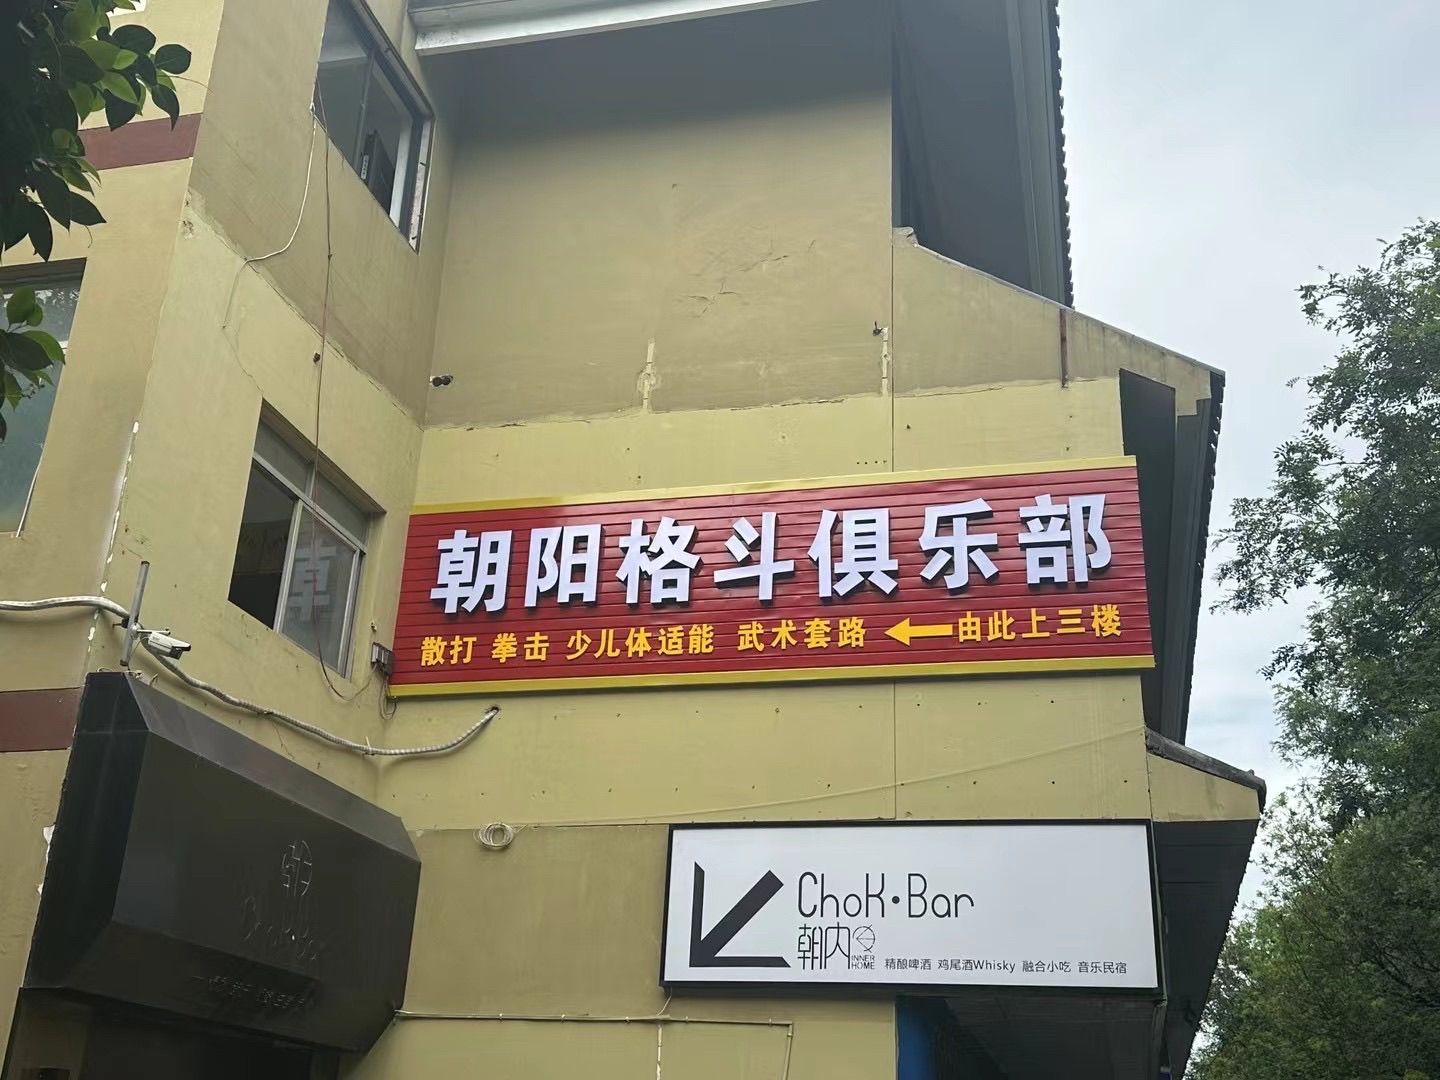 朝阳格斗俱乐部
散打 拳击 少儿体适能 武术套路 ←由此上三楼
ChoK·Bar
朝内
INNER
HOME
精酿啤酒 鸡尾酒Whisky 融合小吃 音乐民宿